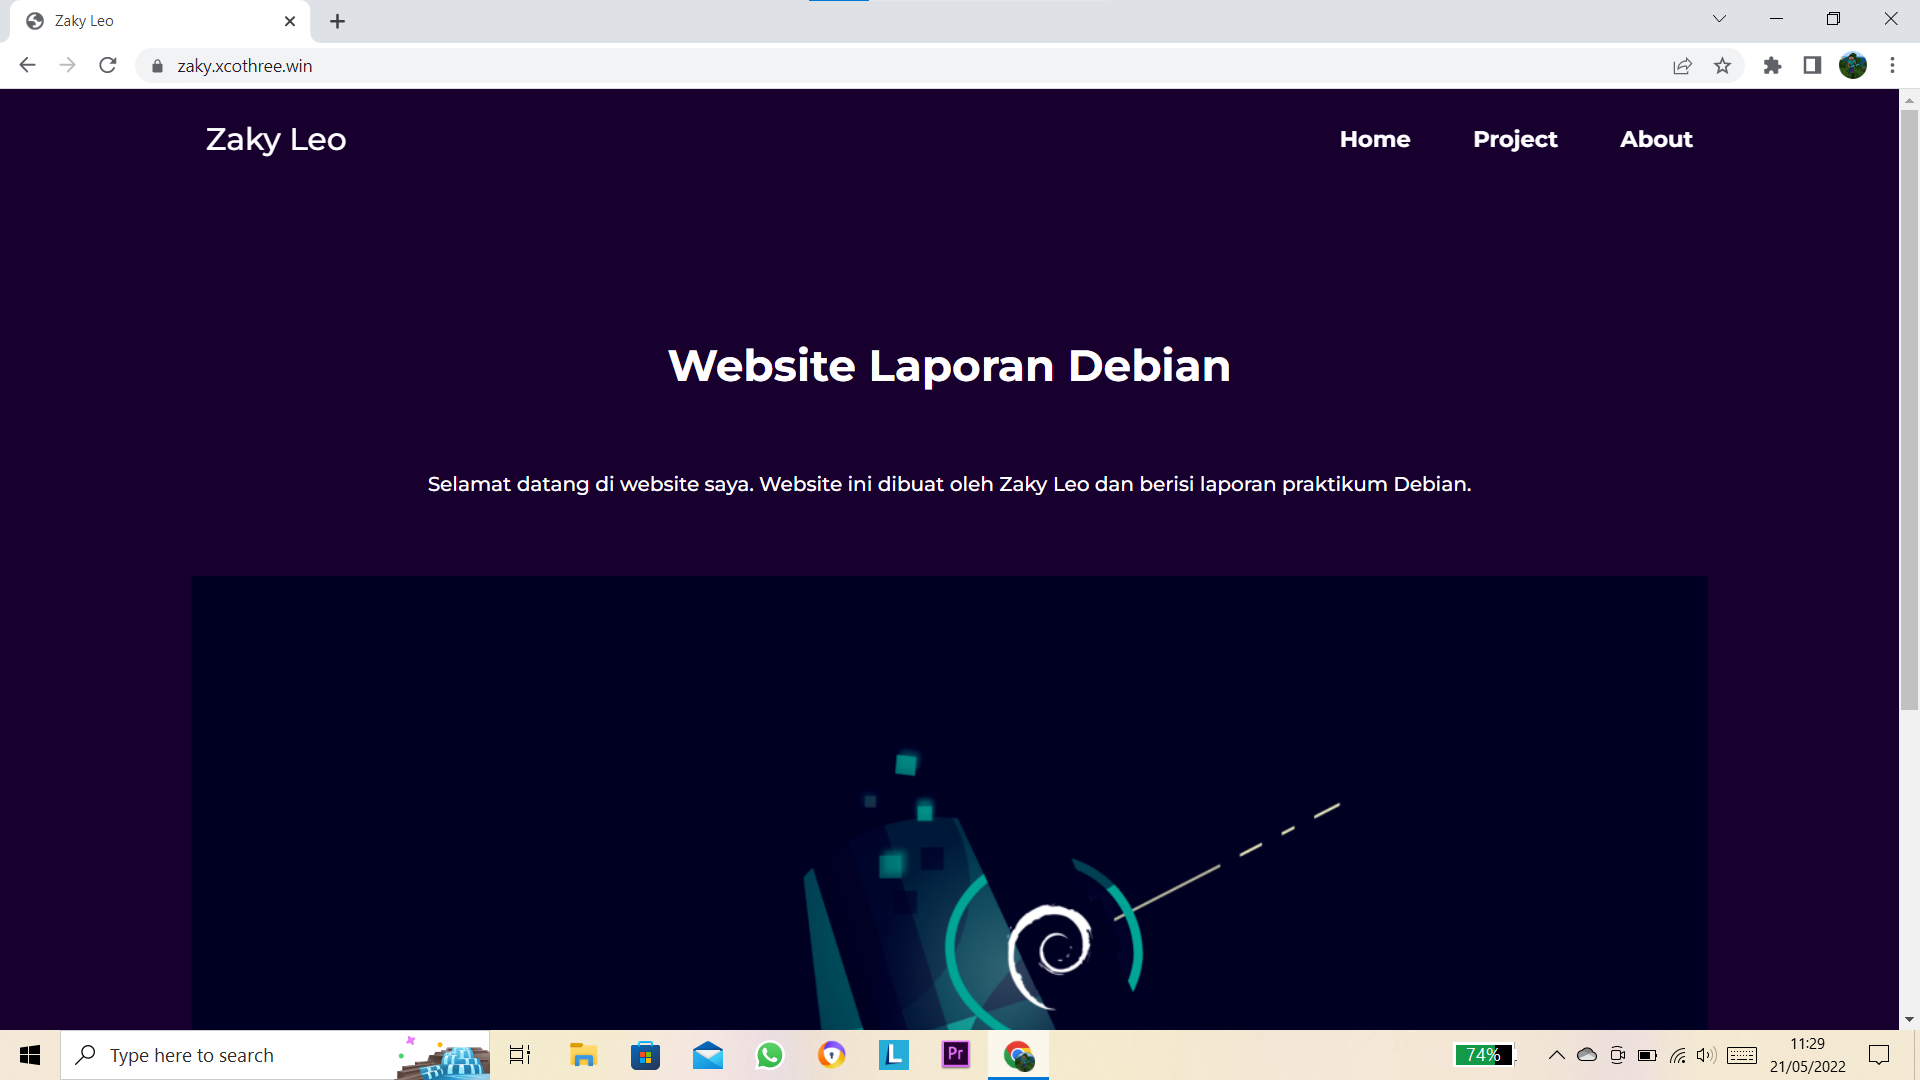 Zaky Leo
zaky.xcothree.win
Zaky Leo
Home Project About
Website Laporan Debian
Selamat datang di website saya. Website ini dibuat oleh Zaky Leo dan berisi laporan praktikum Debian.
Type here to search
L
Pr
74%
11:29
21/05/2022